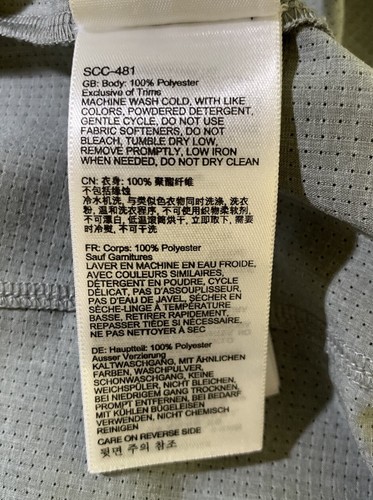 SCC-481
GB: Body: 100% Polyester
Exclusive of Trims
MACHINE WASH COLD, WITH LIKE
COLORS, POWDERED DETERGENT,
GENTLE CYCLE, DO NOT USE
FABRIC SOFTENERS, DO NOT
BLEACH, TUMBLE DRY LOW,
REMOVE PROMPTLY, LOW IRON
WHEN NEEDED, DO NOT DRY CLEAN
CN: 衣身: 100% 聚酯纤维
不包括缘蚀
冷水机洗, 与类似色衣物同时洗涤, 洗衣
粉, 温和洗衣程序, 不可使用织物柔软剂,
不可漂白, 低温滚筒烘干, 立即取下, 需要
时冷熨, 不可干洗
FR: Corps: 100% Polyester
Sauf Garnitures
LAVER EN MACHINE EN EAU FROIDE,
AVEC COULEURS SIMILAIRES,
DÉTERGENT EN POUDRE, CYCLE
DÉLICAT, PAS D'ASSOUPLISSEUR,
PAS D'EAU DE JAVEL, SÉCHER EN
SÈCHE-LINGE À TEMPÉRATURE
BASSE, RETIRER RAPIDEMENT,
REPASSER TIÈDE SI NÉCESSAIRE,
NE PAS NETTOYER À SEC
DE: Hauptteil: 100% Polyester
Ausser Verzierung
KALTWASCHGANG, MIT ÄHNLICHEN
FARBEN, WASCHPULVER,
SCHONWASCHGANG, KEINE
WEICHSPÜLER, NICHT BLEICHEN,
BEI NIEDRIGEM GANG TROCKNEN,
PROMPT ENTFERNEN, BEI BEDARF
MIT KÜHLEN BÜGELEISEN
VERWENDEN, NICHT CHEMISCH
REINIGEN
CARE ON REVERSE SIDE
뒷면 주의 참조